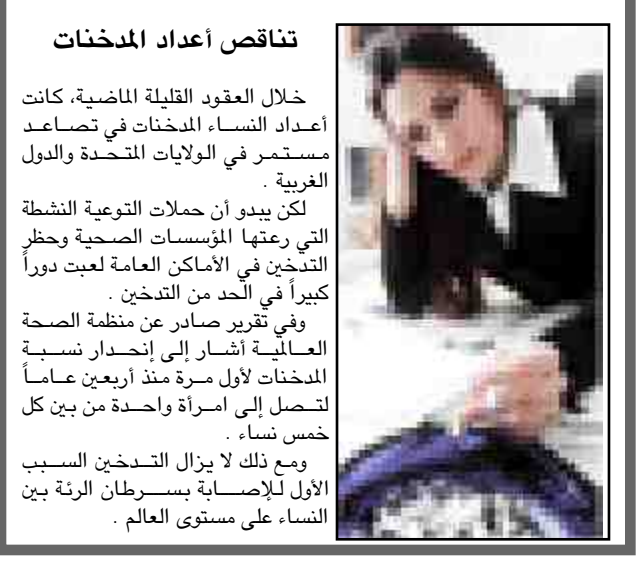 تناقص أعداد المدخنات
خلال العقود القليلة الماضية، كانت
أعداد النساء المدخنات في تصاعد
مستمر في الولايات المتحدة والدول
الغربية .
لكن يبدو أن حملات التوعية النشطة
التي رعتها المؤسسات الصحية وحظر
التدخين في الأماكن العامة لعبت دوراً
كبيراً في الحد من التدخين .
وفي تقرير صادر عن منظمة الصحة
العالمية أشار إلى إنحدار نسبة
المدخنات لأول مرة منذ أربعين عاماً
لتصل إلى امرأة واحدة من بين كل
خمس نساء .
ومع ذلك لا يزال التدخين السبب
الأول للإصابة بسرطان الرئة بين
النساء على مستوى العالم .